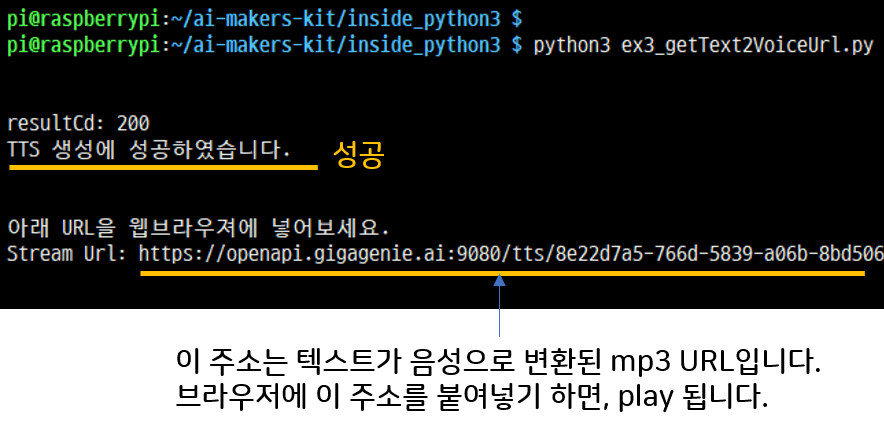 pi@raspberrypi:~/ai-makers-kit/inside_python3 $
pi@raspberrypi:~/ai-makers-kit/inside_python3 $ python3 ex3_getText2VoiceUrl.py
resultCd: 200
TTS 생성에 성공하였습니다.
성공
아래 URL을 웹브라우져에 넣어보세요.
Stream Url: https://openapi.gigagenie.ai:9080/tts/8e22d7a5-766d-5839-a06b-8bd506
이 주소는 텍스트가 음성으로 변환된 mp3 URL입니다.
브라우저에 이 주소를 붙여넣기 하면, play 됩니다.